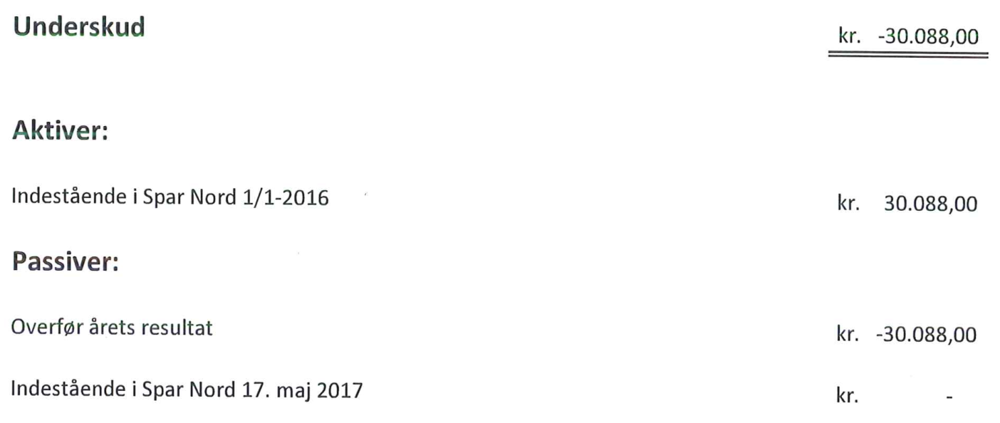 Underskud kr. -30.088,00
Aktiver:
Indestående i Spar Nord 1/1-2016 kr. 30.088,00
Passiver:
Overfør årets resultat kr. -30.088,00
Indestående i Spar Nord 17. maj 2017 kr. -